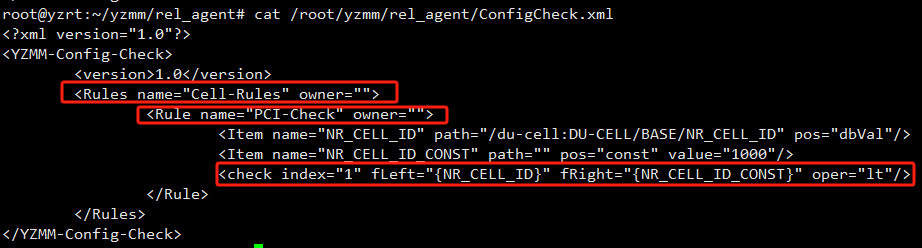 root@yzrt:~/yzmm/rel_agent# cat /root/yzmm/rel_agent/ConfigCheck.xml
<?xml version="1.0"?>
<YZMM-Config-Check>
<version>1.0</version>
<Rules name="Cell-Rules" owner="">
<Rule name="PCI-Check" owner="">
<Item name="NR_CELL_ID" path="/du-cell:DU-CELL/BASE/NR_CELL_ID" pos="dbVal"/>
<Item name="NR_CELL_ID_CONST" path="" pos="const" value="1000"/>
<check index="1" fLeft="{NR_CELL_ID}" fRight="{NR_CELL_ID_CONST}" oper="lt"/>
</Rule>
</Rules>
</YZMM-Config-Check>